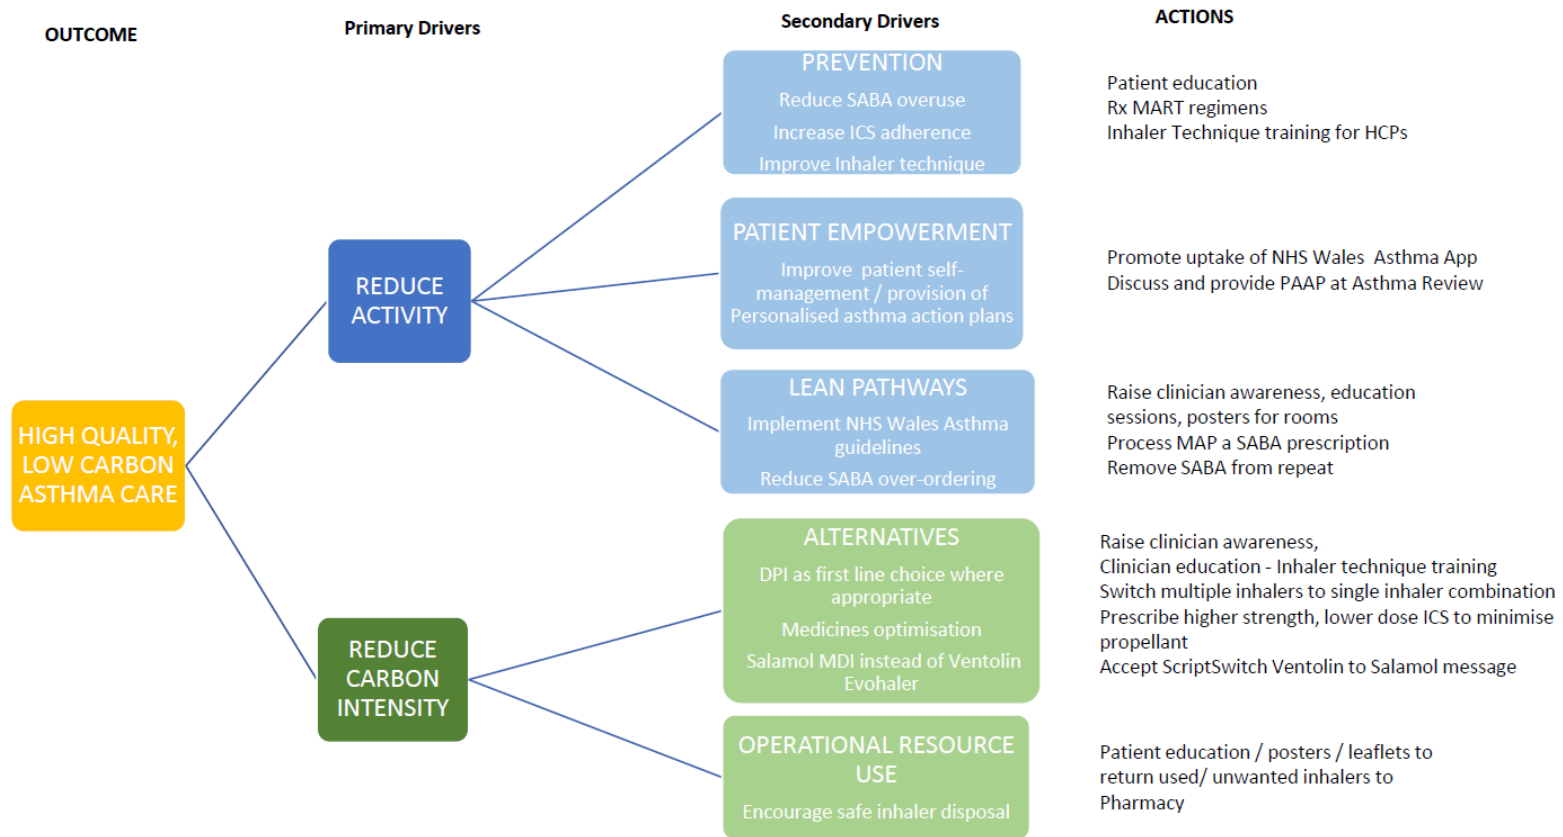 OUTCOME
Primary Drivers
Secondary Drivers
ACTIONS
HIGH QUALITY,
LOW CARBON
ASTHMA CARE
REDUCE
ACTIVITY
REDUCE
CARBON
INTENSITY
PREVENTION
Reduce SABA overuse
Increase ICS adherence
Improve Inhaler technique
Patient education
Rx MART regimens
Inhaler Technique training for HCPs
PATIENT EMPOWERMENT
Improve patient self-
management / provision of
Personalised asthma action plans
Promote uptake of NHS Wales Asthma App
Discuss and provide PAAP at Asthma Review
LEAN PATHWAYS
Implement NHS Wales Asthma
guidelines
Reduce SABA over-ordering
Raise clinician awareness, education
sessions, posters for rooms
Process MAP a SABA prescription
Remove SABA from repeat
ALTERNATIVES
DPI as first line choice where
appropriate
Medicines optimisation
Salamol MDI instead of Ventolin
Evohaler
Raise clinician awareness,
Clinician education - Inhaler technique training
Switch multiple inhalers to single inhaler combination
Prescribe higher strength, lower dose ICS to minimise
propellant
Accept ScriptSwitch Ventolin to Salamol message
OPERATIONAL RESOURCE
USE
Encourage safe inhaler disposal
Patient education / posters / leaflets to
return used/ unwanted inhalers to
Pharmacy